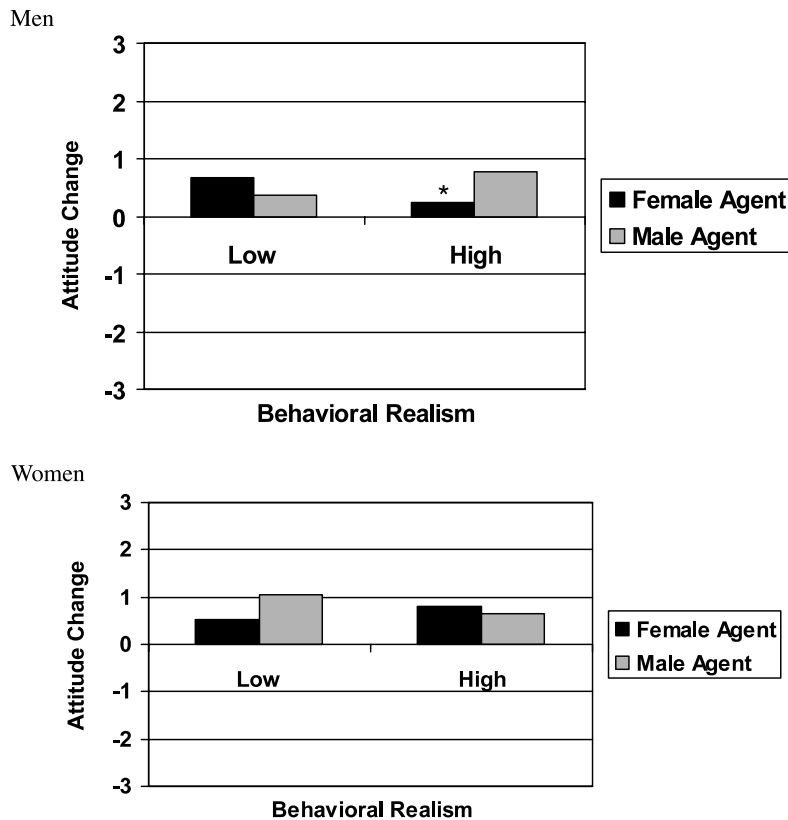 Men
3
2
1
0
-1
-2
-3
Attitude Change
*
Low High
Behavioral Realism
Female Agent
Male Agent
Women
3
2
1
0
-1
-2
-3
Attitude Change
Low High
Behavioral Realism
Female Agent
Male Agent